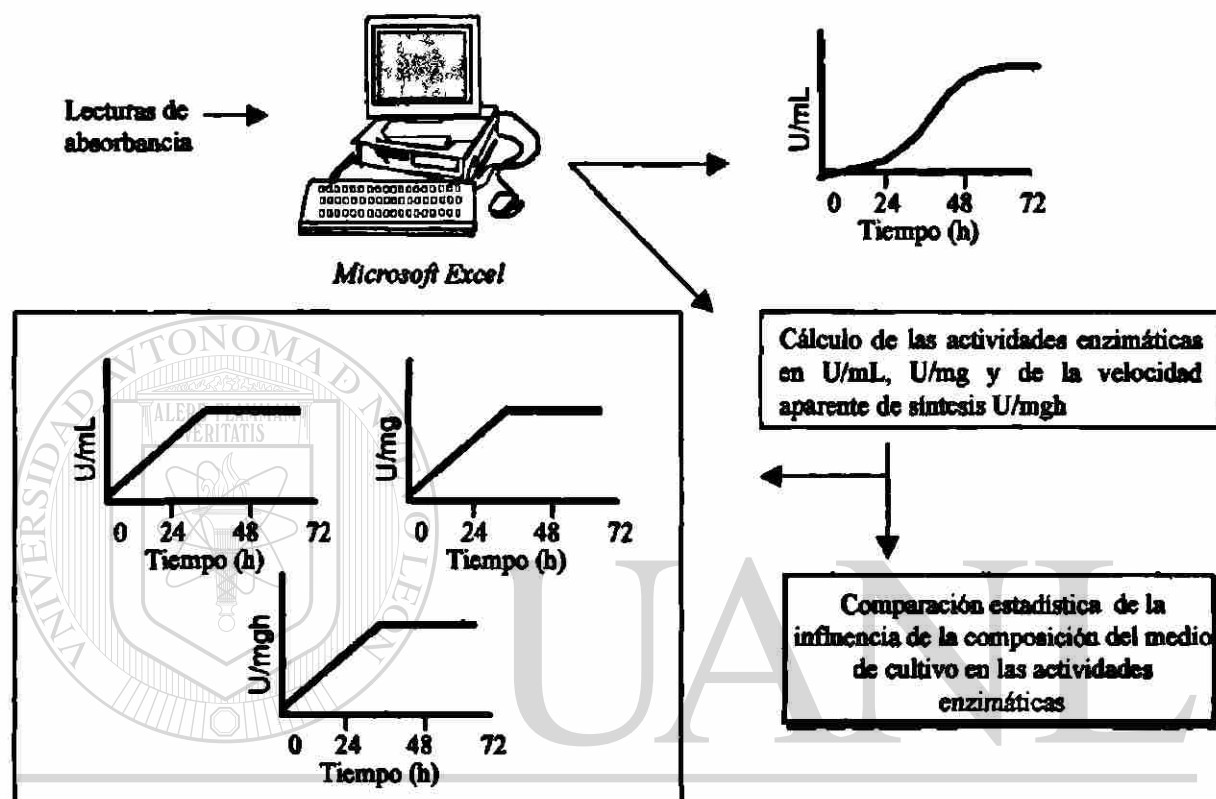 Lecturas de
absorbancia
Microsoft Excel
U/mL
0 24 48 72
Tiempo (h)
Cálculo de las actividades enzimáticas
en U/mL, U/mg y de la velocidad
aparente de síntesis U/mgh
U/mL
0 24 48 72
Tiempo (h)
U/mg
0 24 48 72
Tiempo (h)
U/mgh
0 24 48 72
Tiempo (h)
Comparación estadística de la
influencia de la composición del medio
de cultivo en las actividades
enzimáticas
UNIVERSIDAD AVTONOMA DE NVEVO LEON
ALERE FLAMMAM
VERITATIS
UANL